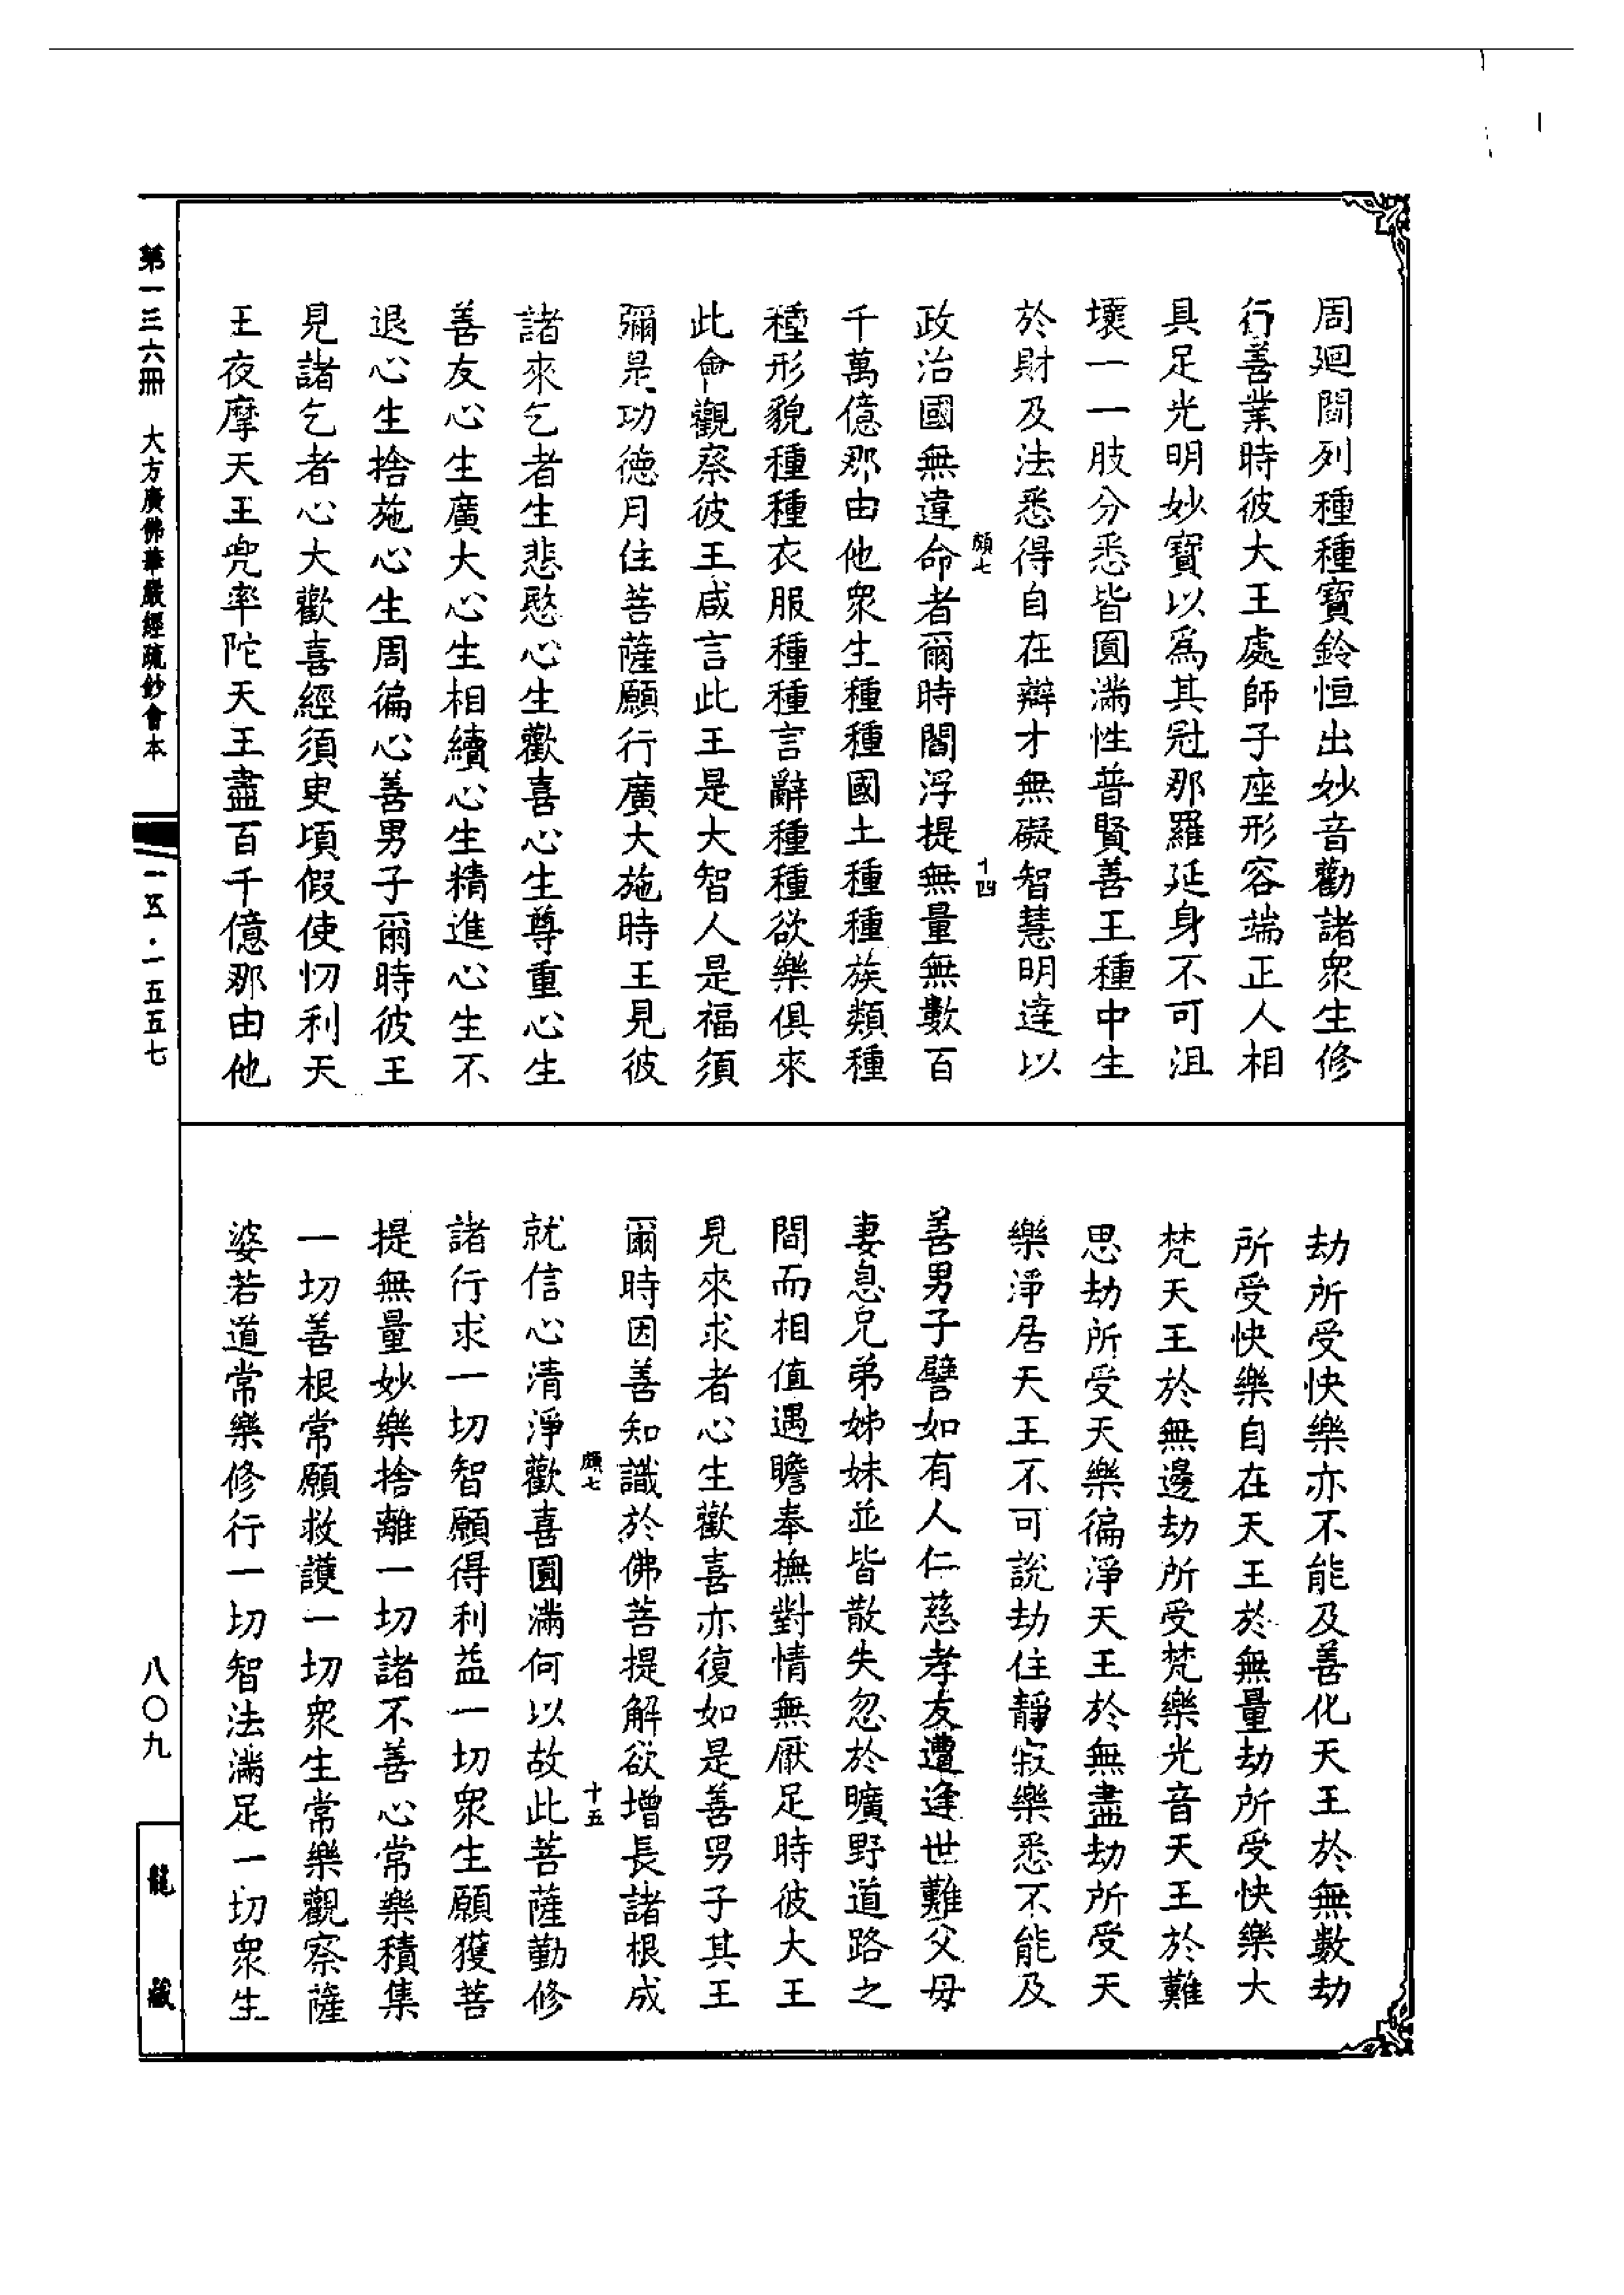 周廻間列種種寶鈴恒出妙音勸諸衆生修
行善業時彼大王處師子座形容端正人相
具足光明妙寶以爲其冠那羅延身不可沮
壞一一肢分悉皆圓滿性普賢善王種中生
於財及法悉得自在辯才無礙智慧明達以
政治國無違命者爾時閻浮提無量無數百
千萬億那由他衆生種種國土種種族類種
種形貌種種衣服種種言辭種種欲樂俱來
此會觀察彼王咸言此王是大智人是福須
彌是功德月住菩薩願行廣大施時王見彼
諸來乞者生悲愍心生歡喜心生尊重心生
善友心生廣大心生相續心生精進心生不
退心生捨施心生周徧心善男子爾時彼王
見諸乞者心大歡喜經須臾頃假使忉利天
王夜摩天王兜率陀天王盡百千億那由他
劫所受快樂亦不能及善化天王於無數劫
所受快樂自在天王於無量劫所受快樂大
梵天王於無邊劫所受梵樂光音天王於難
思劫所受天樂徧淨天王於無盡劫所受天
樂淨居天王不可說劫住靜寂樂悉不能及
善男子譬如有人仁慈孝友遭逢世難父母
妻息兄弟姊妹並皆散失忽於曠野道路之
間而相值遇瞻奉撫對情無厭足時彼大王
見來求者心生歡喜亦復如是善男子其王
爾時因善知識於佛菩提解欲增長諸根成
就信心清淨歡喜圓滿何以故此菩薩勤修
諸行求一切智願得利益一切衆生願獲菩
提無量妙樂捨離一切諸不善心常樂積集
一切善根常願救護一切衆生常樂觀察薩
婆若道常樂修行一切智法滿足一切衆生
七
十四
七
十五
第一三六冊 大方廣佛華嚴經疏鈔會本
一五·一五五七
八〇九
龍藏